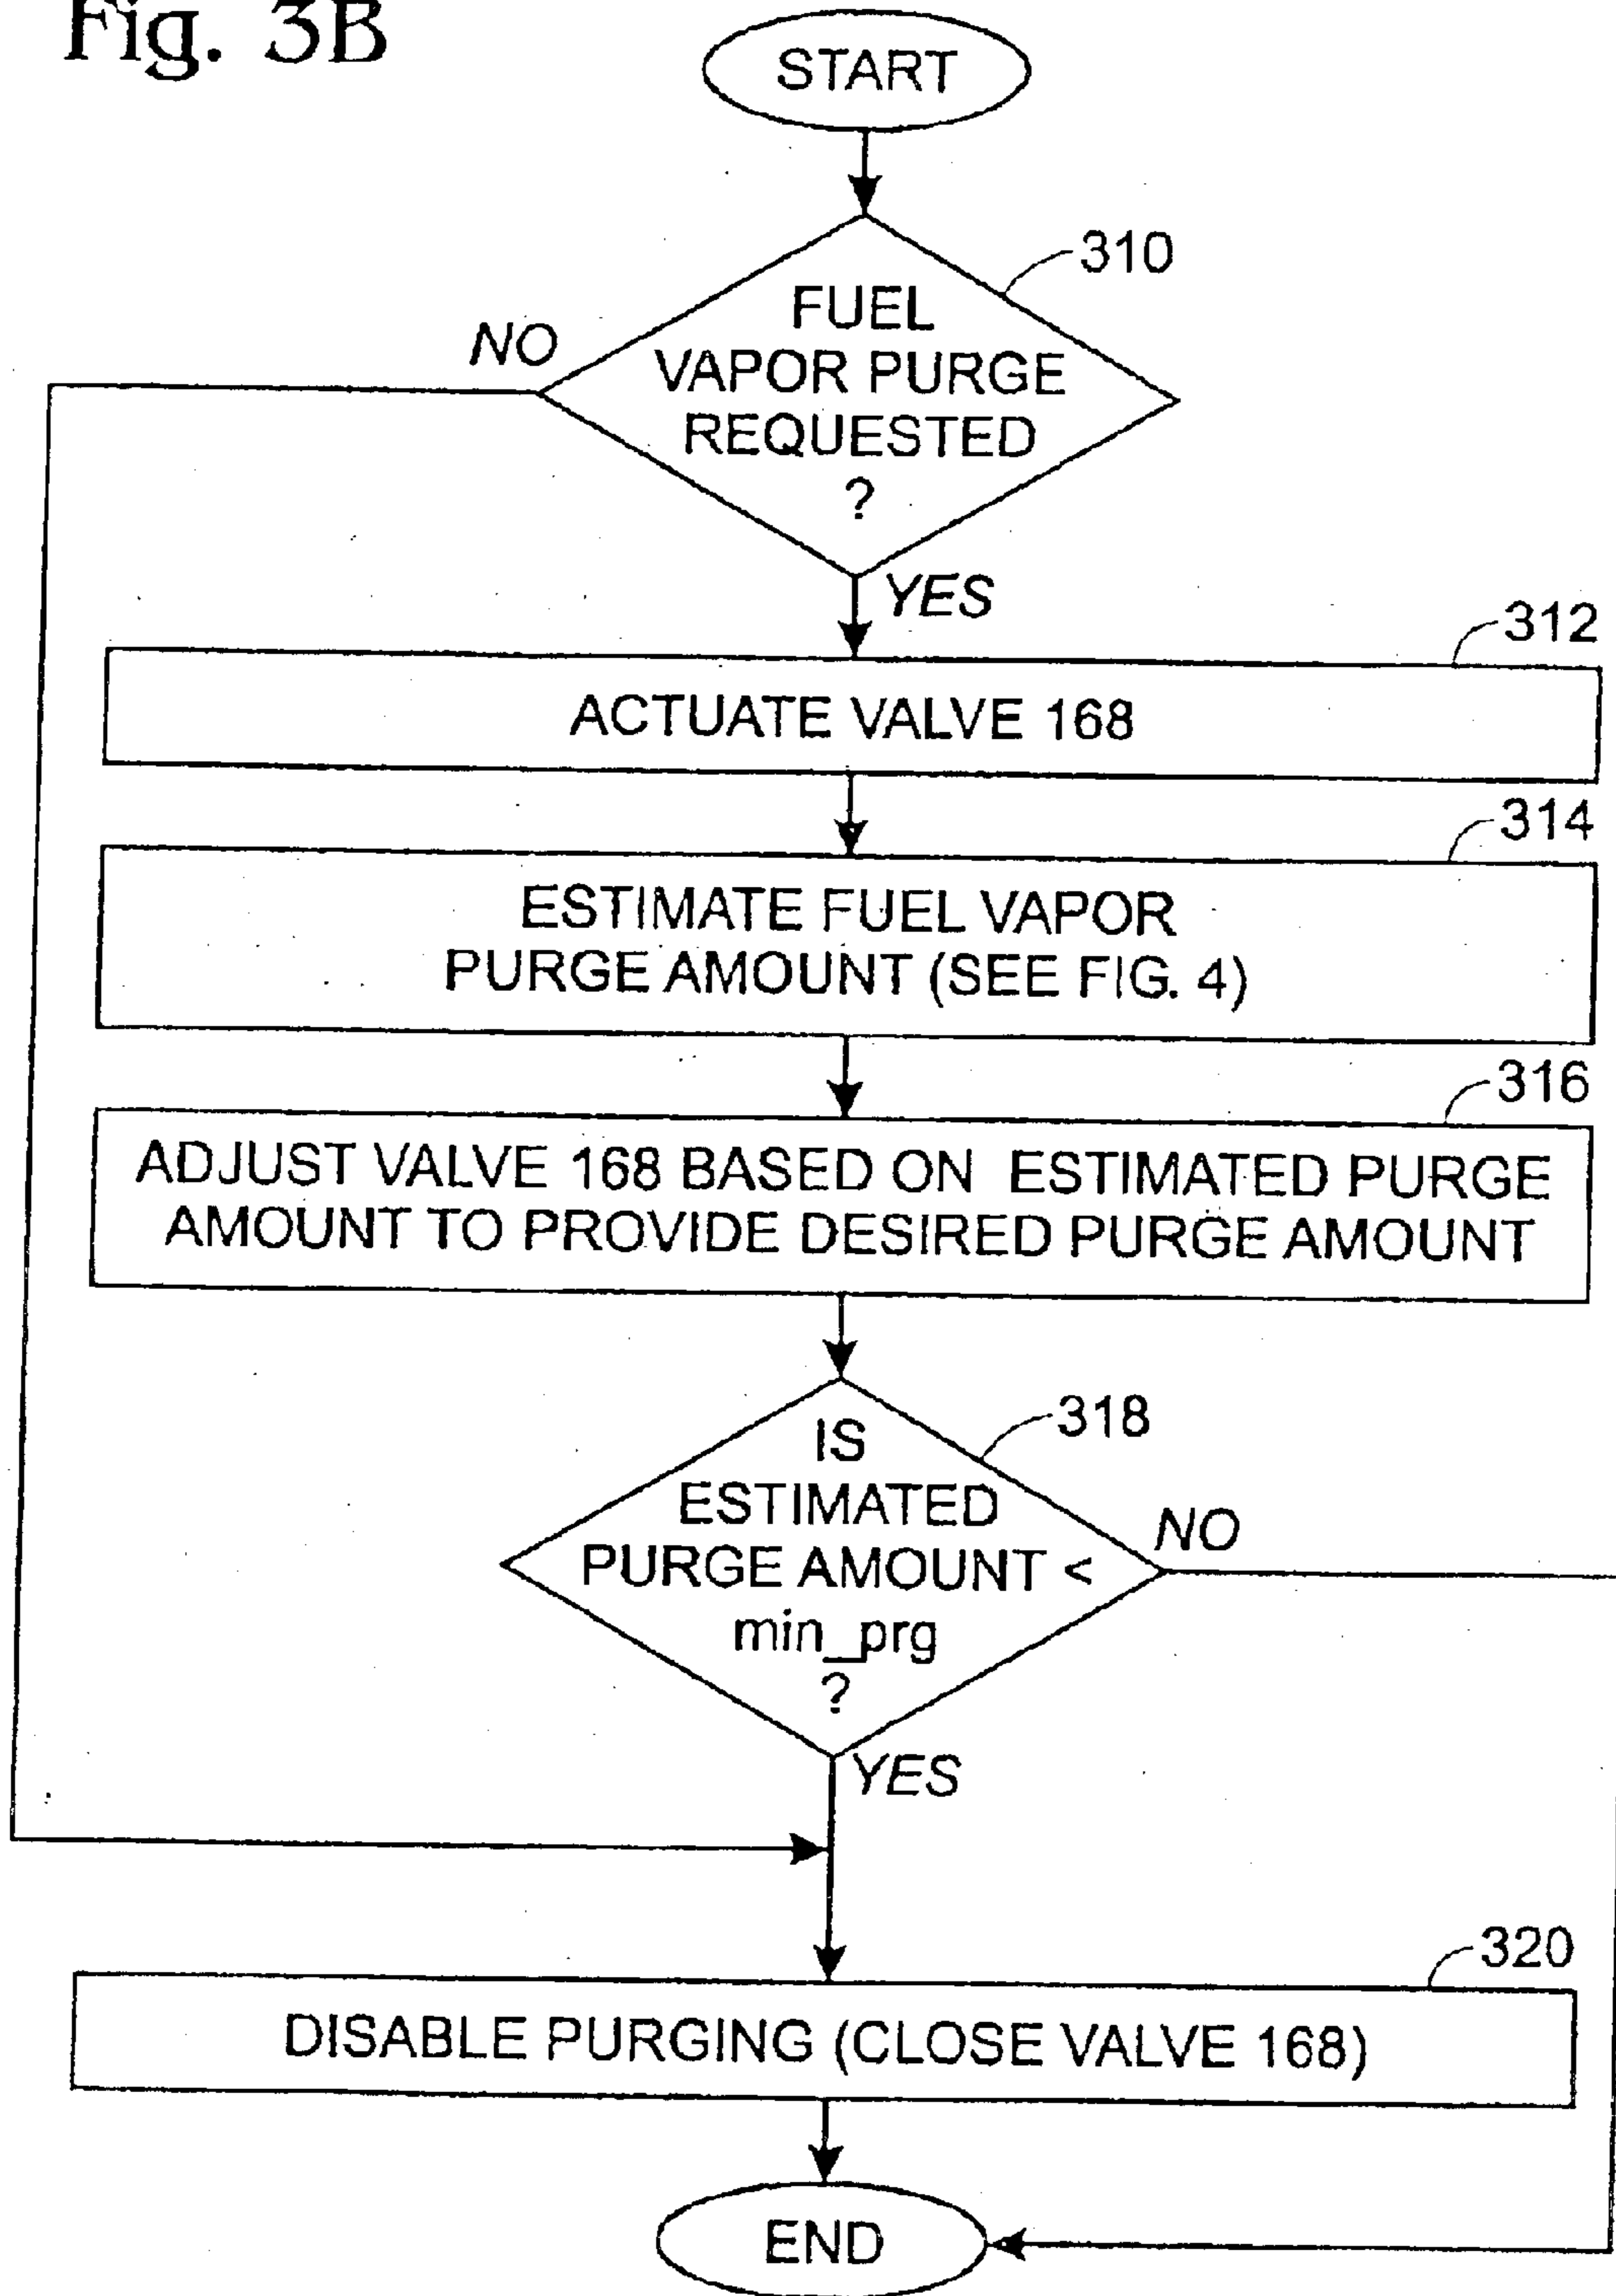 Fig. 3B
START
310
FUEL
VAPOR PURGE
REQUESTED
?
NO
YES
312
ACTUATE VALVE 168
314
ESTIMATE FUEL VAPOR
PURGE AMOUNT (SEE FIG. 4)
316
ADJUST VALVE 168 BASED ON ESTIMATED PURGE
AMOUNT TO PROVIDE DESIRED PURGE AMOUNT
318
IS
ESTIMATED
PURGE AMOUNT <
min_prg
?
NO
YES
320
DISABLE PURGING (CLOSE VALVE 168)
END